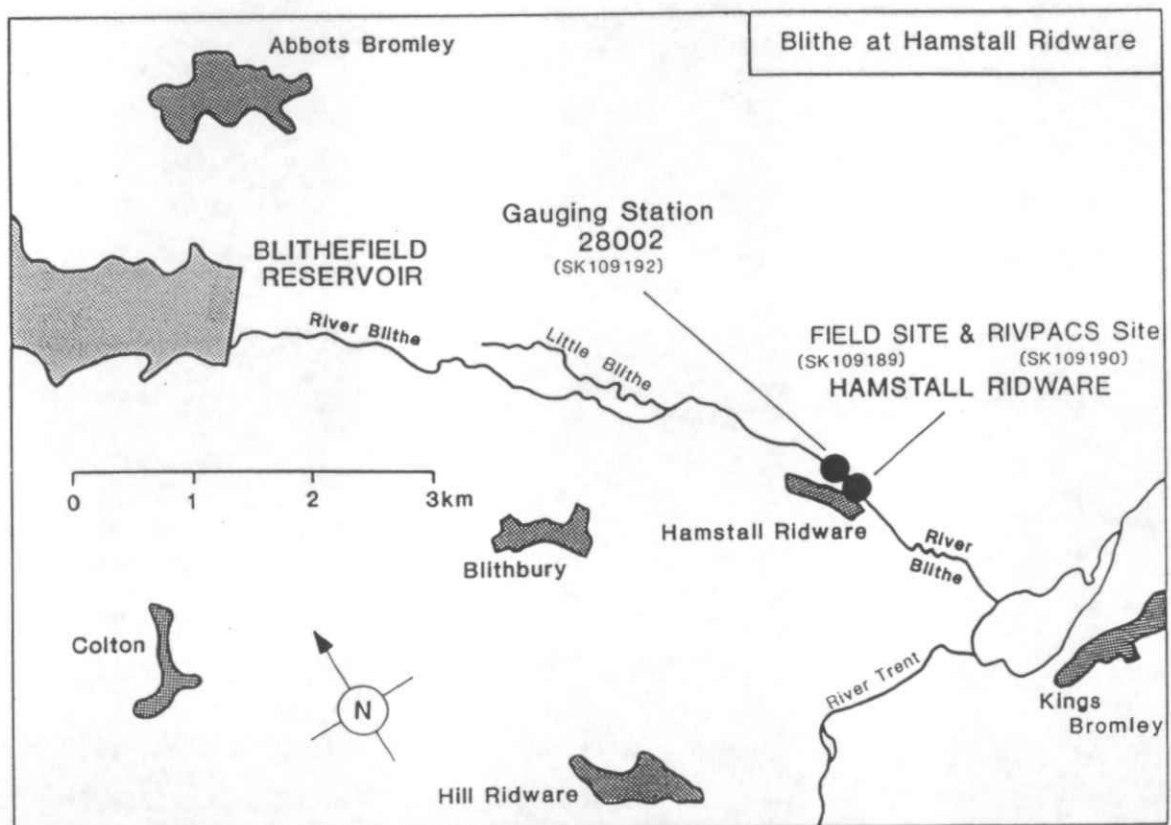 Blithe at Hamstall Ridware
Abbots Bromley
Gauging Station
28002
(SK109192)
BLITHEFIELD
RESERVOIR
River Blithe
Little Blithe
FIELD SITE & RIVPACS Site
(SK109189) (SK109190)
HAMSTALL RIDWARE
0 1 2 3km
Hamstall Ridware
River
Blithe
Blithbury
Colton
N
River Trent
Kings
Bromley
Hill Ridware